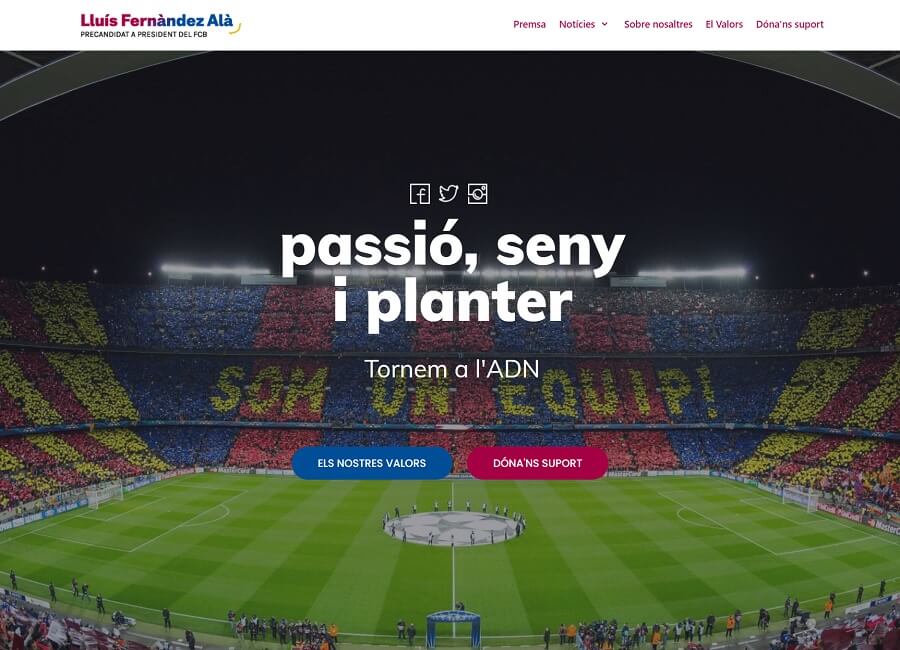 Lluís Fernàndez Alà
PRECANDIDAT A PRESIDENT DEL FCB
Premsa Notícies Sobre nosaltres El Valors Dóna'ns suport
passió, seny
i planter
Tornem a l'ADN
SOM UN EQUIP!
ELS NOSTRES VALORS DÓNA'NS SUPORT